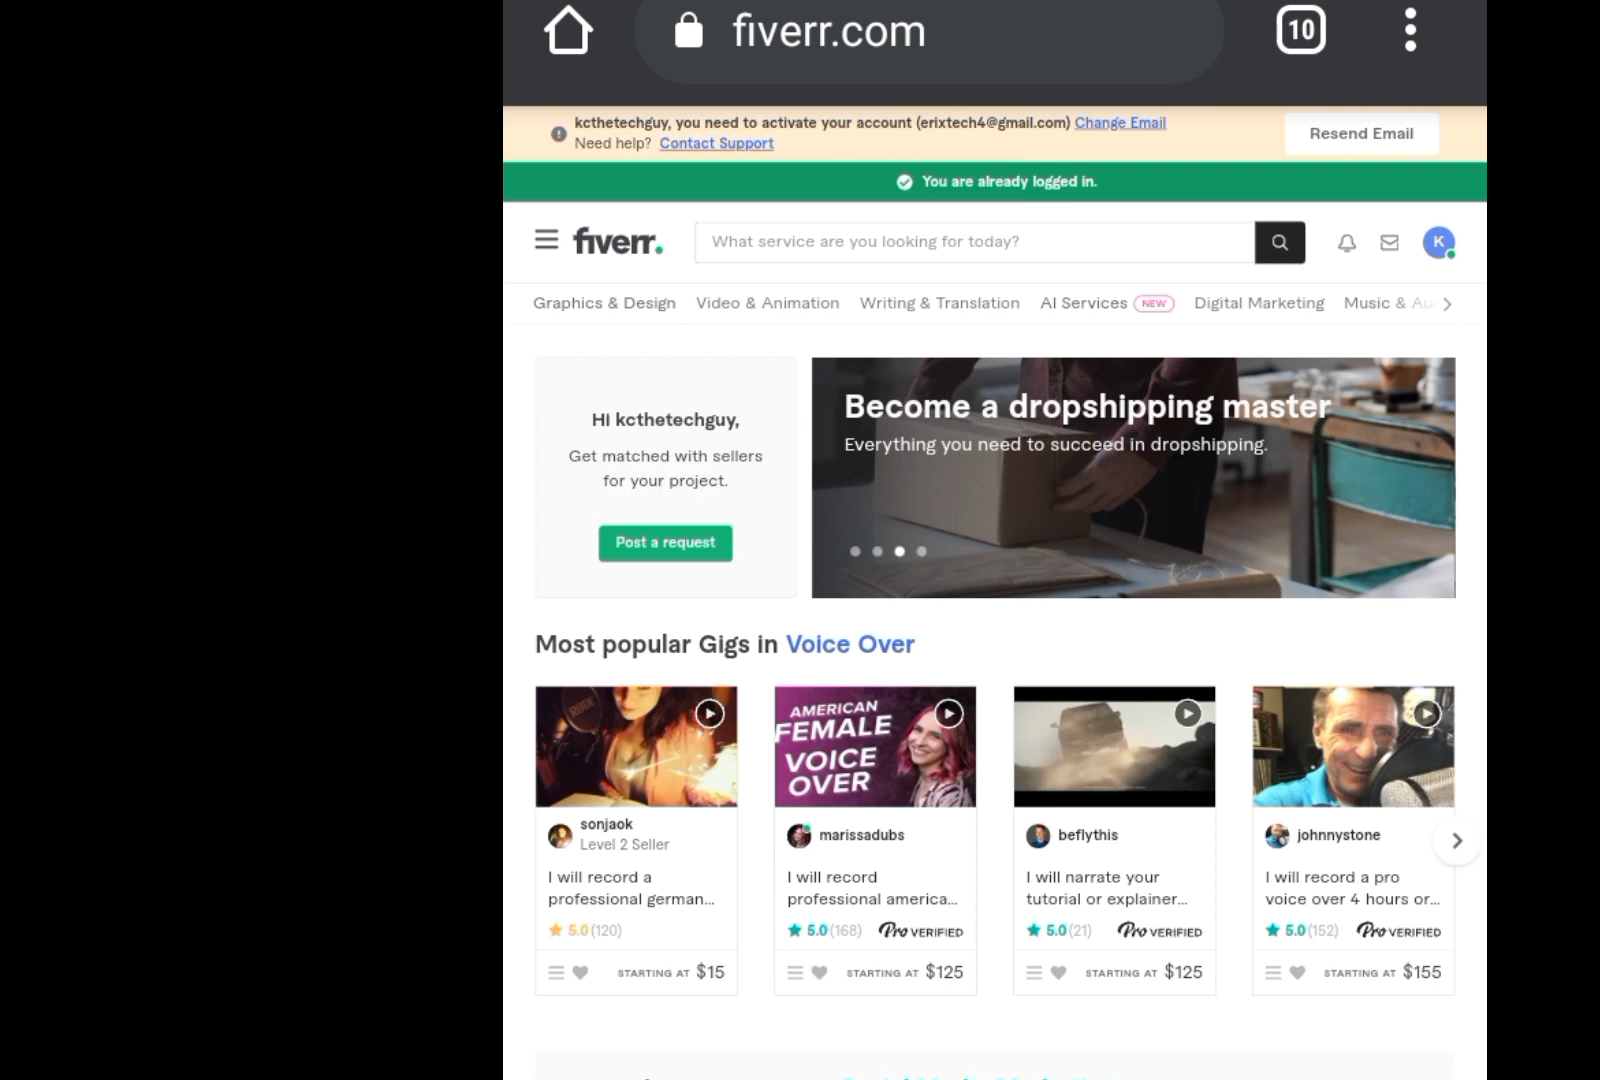 fiverr.com
10
kcthetechguy, you need to activate your account (erixtech4@gmail.com) Change Email
Need help? Contact Support
Resend Email
You are already logged in.
fiverr.
What service are you looking for today?
K
Graphics & Design Video & Animation Writing & Translation AI Services NEW Digital Marketing Music & Au
Hi kcthetechguy,
Get matched with sellers
for your project.
Post a request
Become a dropshipping master
Everything you need to succeed in dropshipping.
Most popular Gigs in Voice Over
RODE
sonjaok
Level 2 Seller
I will record a
professional german...
5.0 (120)
STARTING AT $15
AMERICAN
FEMALE
VOICE
OVER
marissadubs
I will record
professional america...
5.0 (168) Pro VERIFIED
STARTING AT $125
beflythis
I will narrate your
tutorial or explainer...
5.0 (21) Pro VERIFIED
STARTING AT $125
johnnystone
I will record a pro
voice over 4 hours or...
5.0 (152) Pro VERIFIED
STARTING AT $155